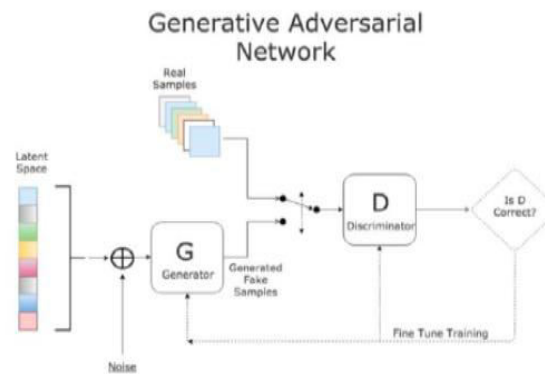 Generative Adversarial
Network
Real
Samples
Latent
Space
G
Generator
Generated
Fake
Samples
D
Discriminator
Is D
Correct?
Fine Tune Training
Noise